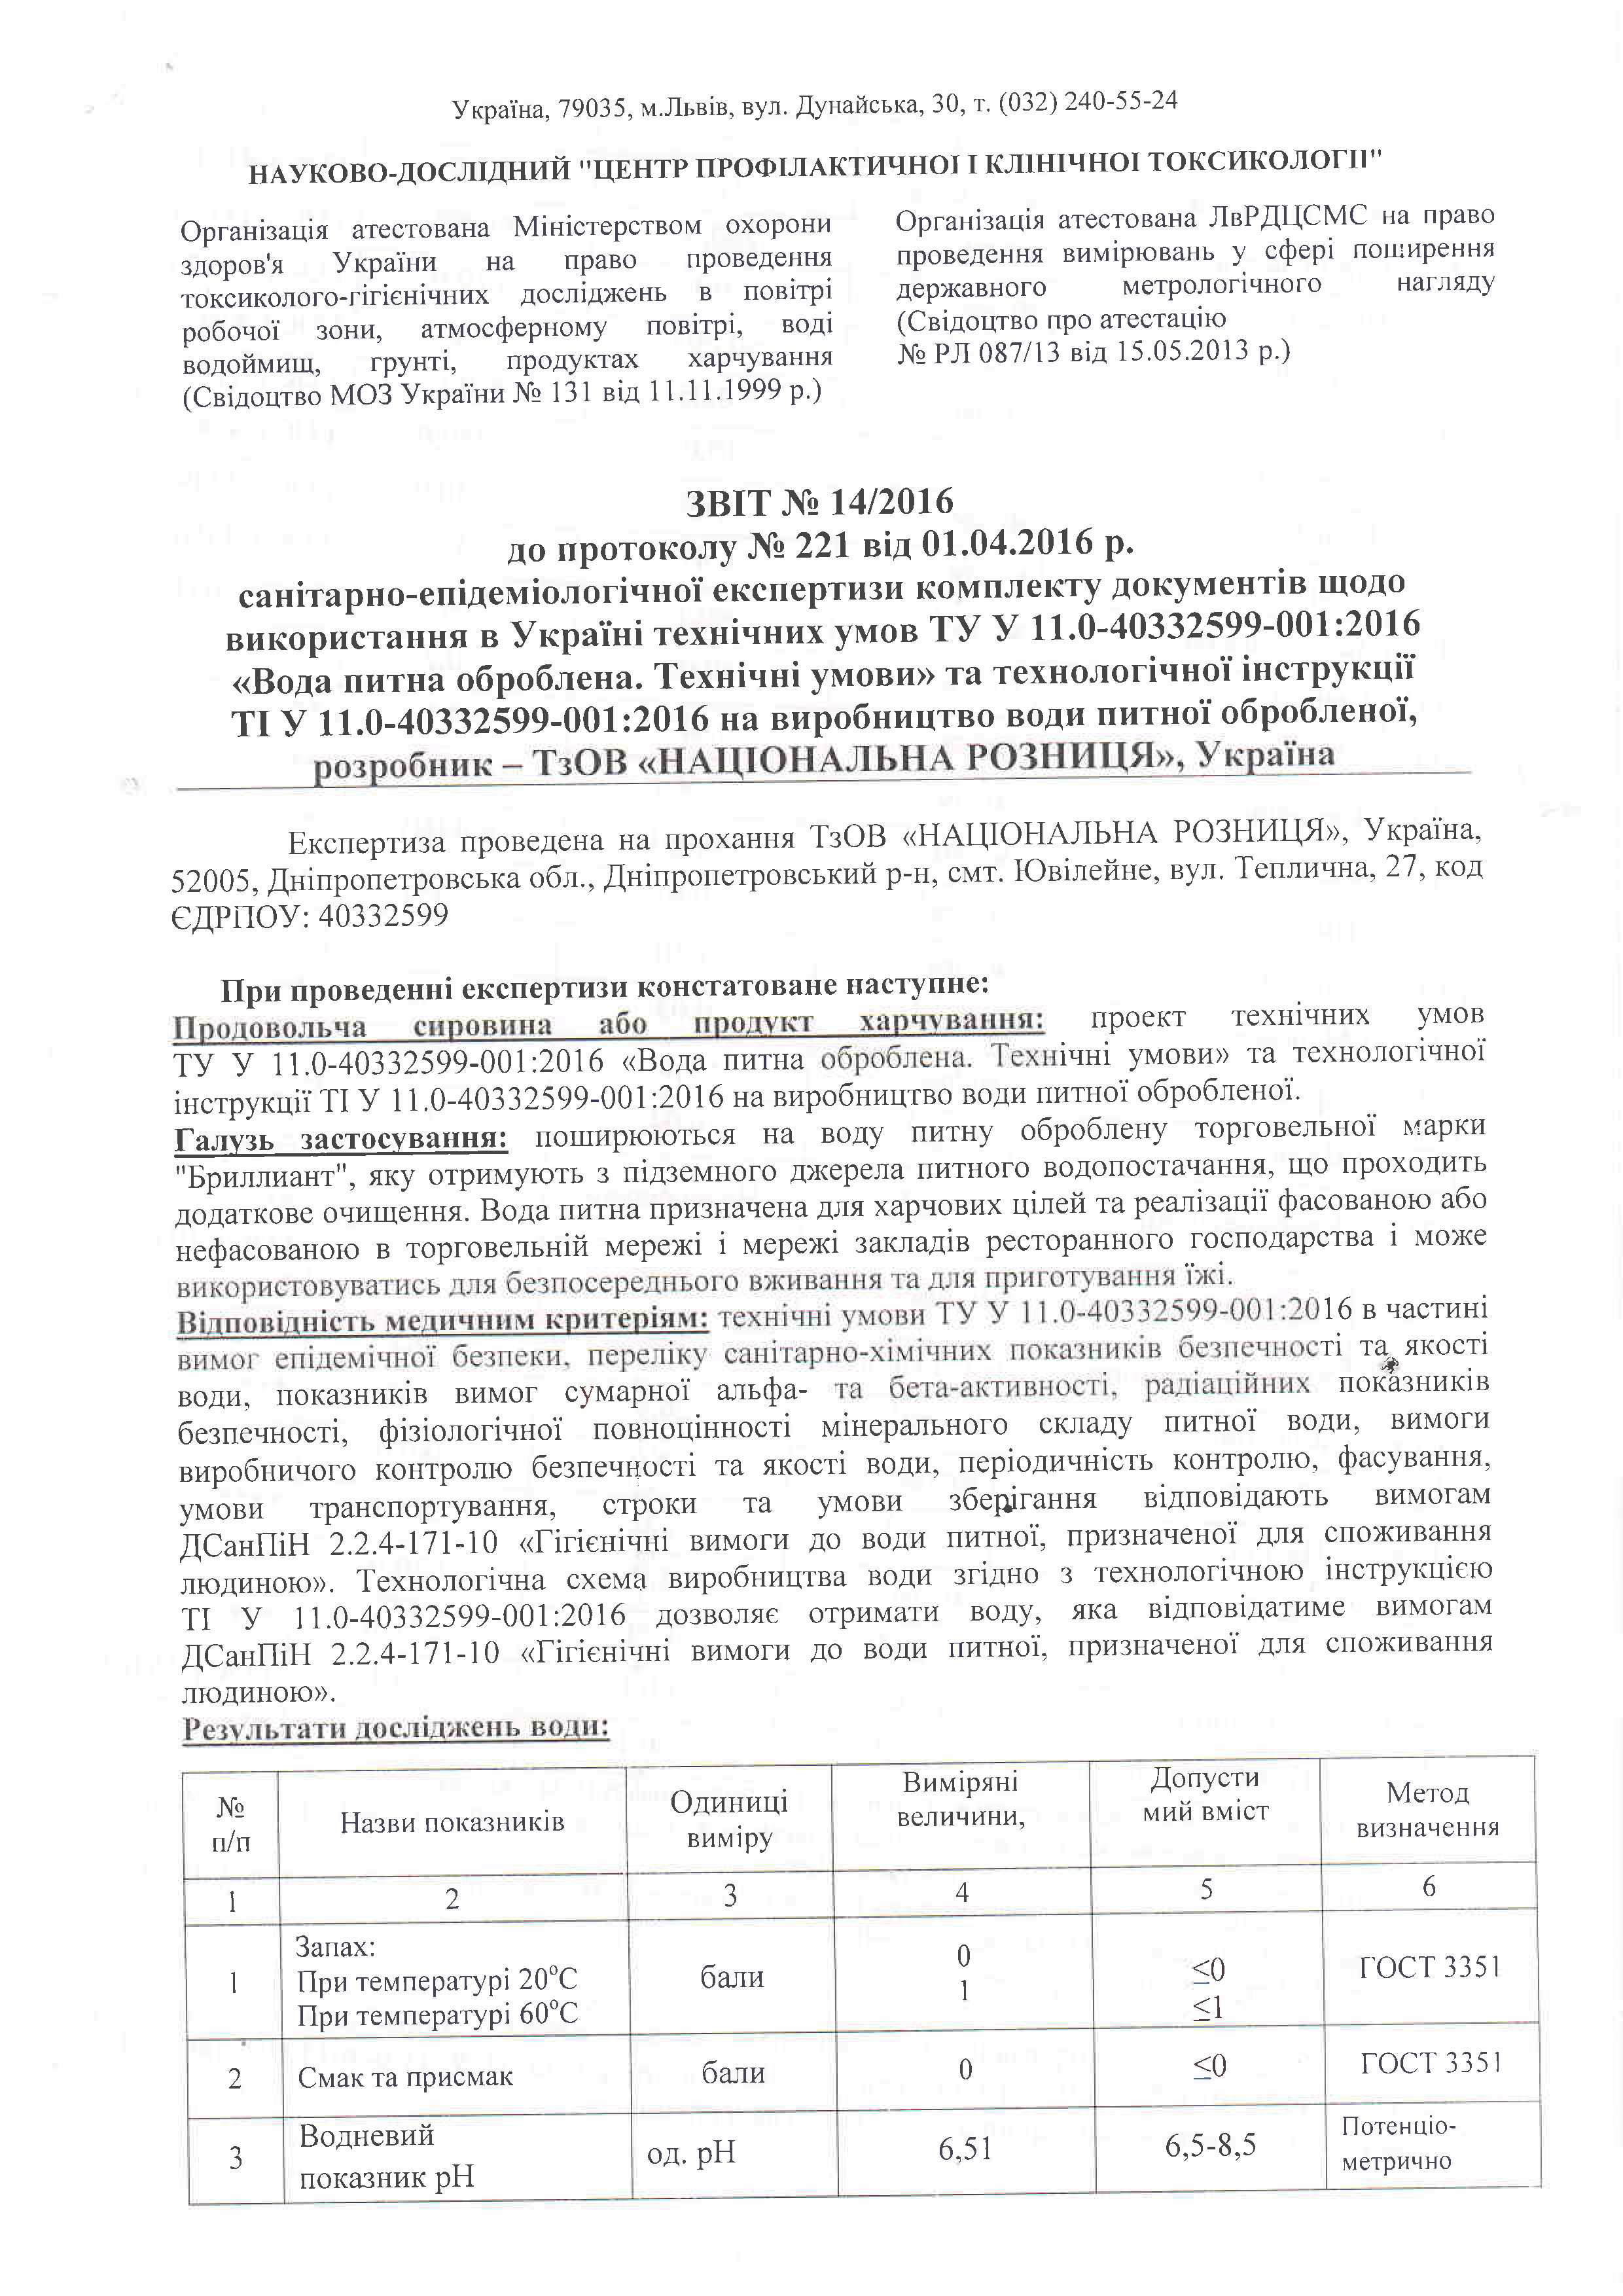 Україна, 79035, м.Львів, вул. Дунайська, 30, т. (032) 240-55-24
НАУКОВО-ДОСЛІДНИЙ "ЦЕНТР ПРОФІЛАКТИЧНОЇ І КЛІНІЧНОЇ ТОКСИКОЛОГІЇ"
Організація атестована Міністерством охорони
здоров'я України на право проведення
токсиколого-гігієнічних досліджень в повітрі
робочої зони, атмосферному повітрі, воді
водоймищ, грунті, продуктах харчування
(Свідоцтво МОЗ України № 131 від 11.11.1999 р.)
Організація атестована ЛвРДЦСМС на право
проведення вимірювань у сфері поширення
державного метрологічного нагляду
(Свідоцтво про атестацію
№ РЛ 087/13 від 15.05.2013 р.)
ЗВІТ № 14/2016
до протоколу № 221 від 01.04.2016 р.
санітарно-епідеміологічної експертизи комплекту документів щодо
використання в Україні технічних умов ТУ У 11.0-40332599-001:2016
«Вода питна оброблена. Технічні умови» та технологічної інструкції
ТІ У 11.0-40332599-001:2016 на виробництво води питної обробленої,
розробник – ТзОВ «НАЦІОНАЛЬНА РОЗНИЦЯ», Україна
Експертиза проведена на прохання ТзОВ «НАЦІОНАЛЬНА РОЗНИЦЯ», Україна,
52005, Дніпропетровська обл., Дніпропетровський р-н, смт. Ювілейне, вул. Теплична, 27, код
ЄДРПОУ: 40332599
При проведенні експертизи констатоване наступне:
Продовольча сировина або продукт харчування: проект технічних умов
ТУ У 11.0-40332599-001:2016 «Вода питна оброблена. Технічні умови» та технологічної
інструкції ТІ У 11.0-40332599-001:2016 на виробництво води питної обробленої.
Галузь застосування: поширюються на воду питну оброблену торговельної марки
"Бриллиант", яку отримують з підземного джерела питного водопостачання, що проходить
додаткове очищення. Вода питна призначена для харчових цілей та реалізації фасованою або
нефасованою в торговельній мережі і мережі закладів ресторанного господарства і може
використовуватись для безпосереднього вживання та для приготування їжі.
Відповідність медичним критеріям: технічні умови ТУ У 11.0-40332599-001:2016 в частині
вимог епідемічної безпеки, переліку санітарно-хімічних показників безпечності та якості
води, показників вимог сумарної альфа- та бета-активності, радіаційних показників
безпечності, фізіологічної повноцінності мінерального складу питної води, вимоги
виробничого контролю безпечності та якості води, періодичність контролю, фасування,
умови транспортування, строки та умови зберігання відповідають вимогам
ДСанПіН 2.2.4-171-10 «Гігієнічні вимоги до води питної, призначеної для споживання
людиною». Технологічна схема виробництва води згідно з технологічною інструкцією
ТІ У 11.0-40332599-001:2016 дозволяє отримати воду, яка відповідатиме вимогам
ДСанПіН 2.2.4-171-10 «Гігієнічні вимоги до води питної, призначеної для споживання
людиною».
Результати досліджень води:
№
п/п
Назви показників
Одиниці
виміру
Виміряні
величини,
Допусти
мий вміст
Метод
визначення
1 2 3 4 5 6
1
Запах:
При температурі 20°С
При температурі 60°С
бали
0
1
≤0
≤1
ГОСТ 3351
2 Смак та присмак бали 0 ≤0 ГОСТ 3351
3
Водневий
показник рН
од. рН
6,51
6,5-8,5
Потенціо-
метрично